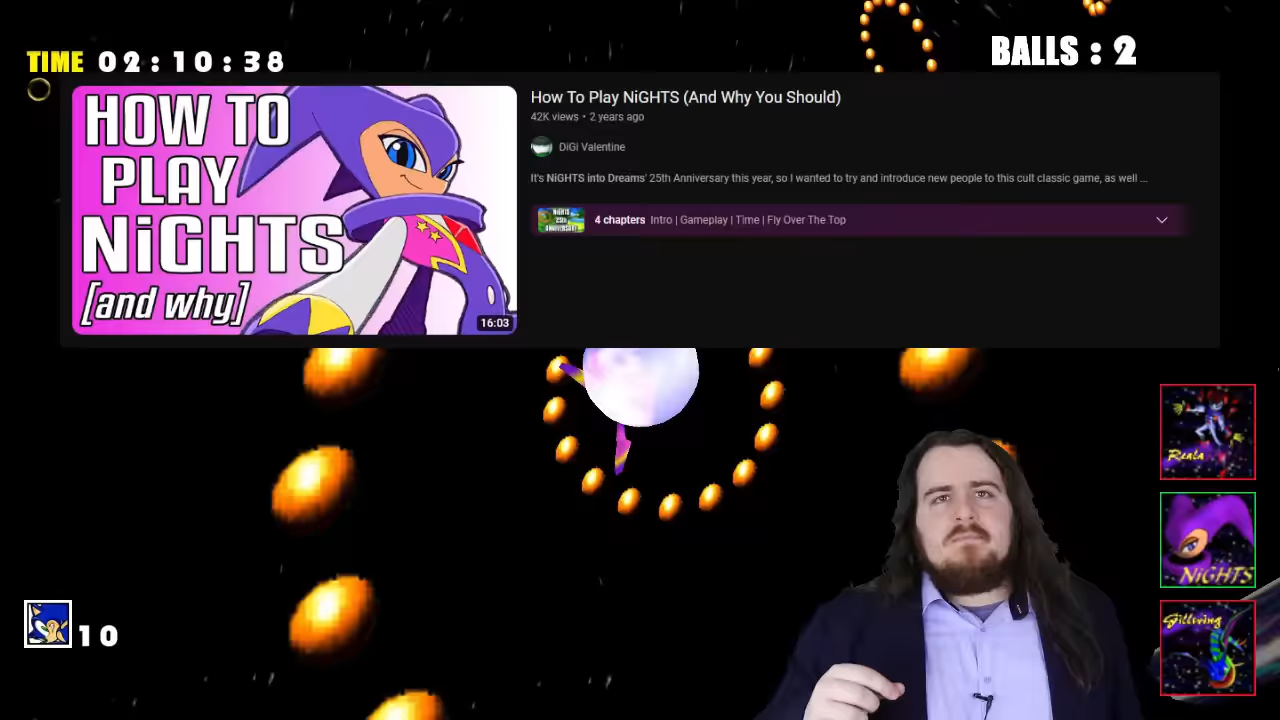 TIME 02:10:38
BALLS : 2
HOW TO
PLAY
NiGHTS
[and why]
16:03
How To Play NiGHTS (And Why You Should)
42K views • 2 years ago
DiGi Valentine
It's NiGHTS into Dreams' 25th Anniversary this year, so I wanted to try and introduce new people to this cult classic game, as well ...
NiGHTS
25th
ANNIVERSARY
4 chapters Intro | Gameplay | Time | Fly Over The Top
Reala
NiGHTS
Gillwing
10